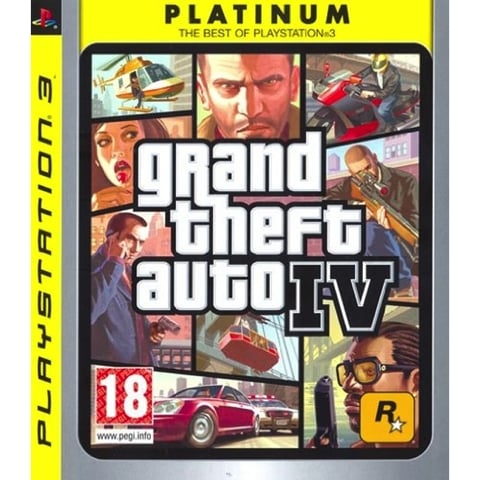 PLATINUM
THE BEST OF PLAYSTATION®3
PLAYSTATION 3
grand
theft
auto IV
18
www.pegi.info
R